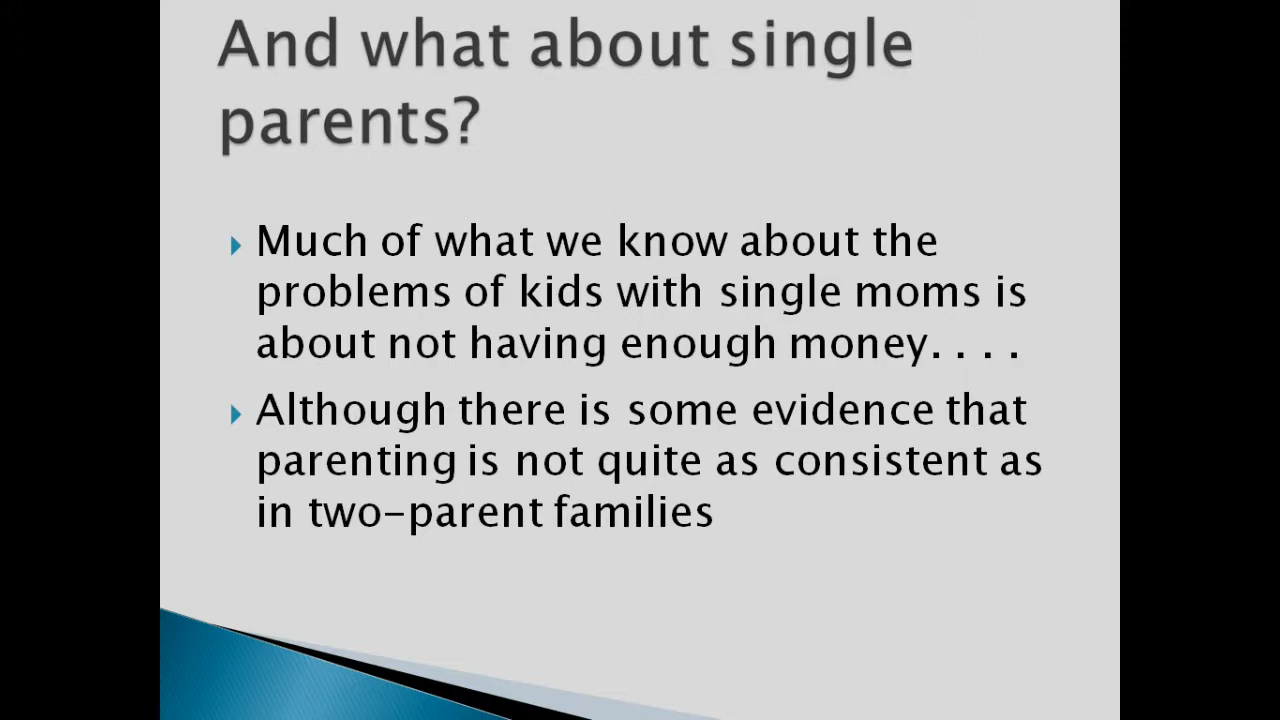 And what about single
parents?
Much of what we know about the
problems of kids with single moms is
about not having enough money. . . .
Although there is some evidence that
parenting is not quite as consistent as
in two-parent families